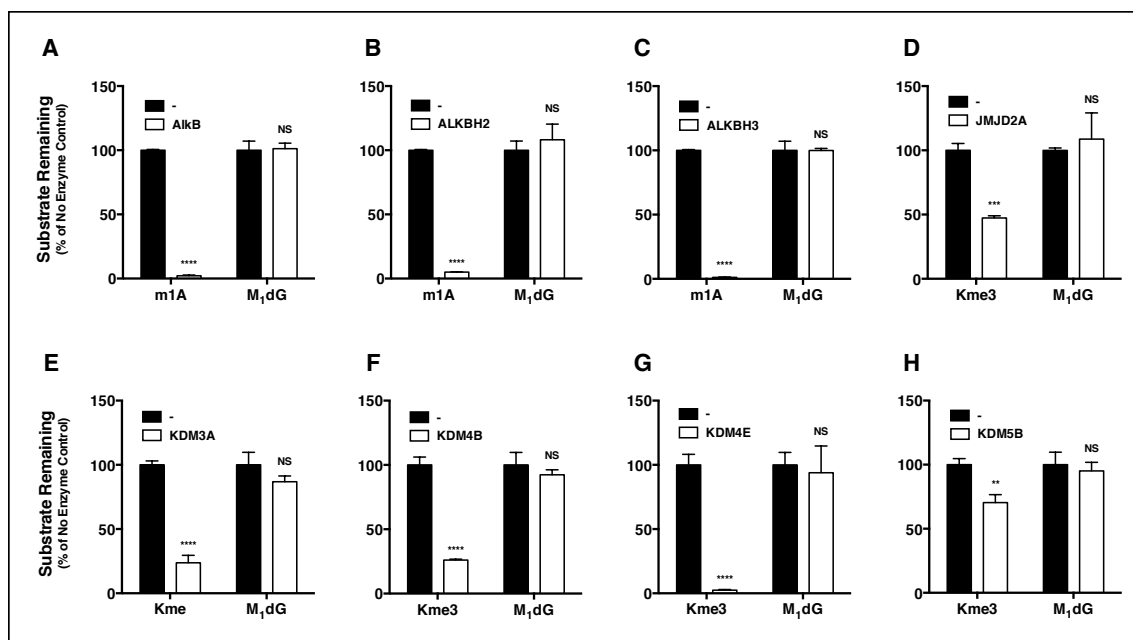 A
B
C
D
Substrate Remaining
(% of No Enzyme Control)
150
100
50
0
-
AlkB
****
NS
m1A
M1dG
150
100
50
0
-
ALKBH2
****
NS
m1A
M1dG
150
100
50
0
-
ALKBH3
****
NS
m1A
M1dG
150
100
50
0
-
JMJD2A
***
NS
Kme3
M1dG
E
F
G
H
Substrate Remaining
(% of No Enzyme Control)
150
100
50
0
-
KDM3A
****
NS
Kme
M1dG
150
100
50
0
-
KDM4B
****
NS
Kme3
M1dG
150
100
50
0
-
KDM4E
****
NS
Kme3
M1dG
150
100
50
0
-
KDM5B
**
NS
Kme3
M1dG